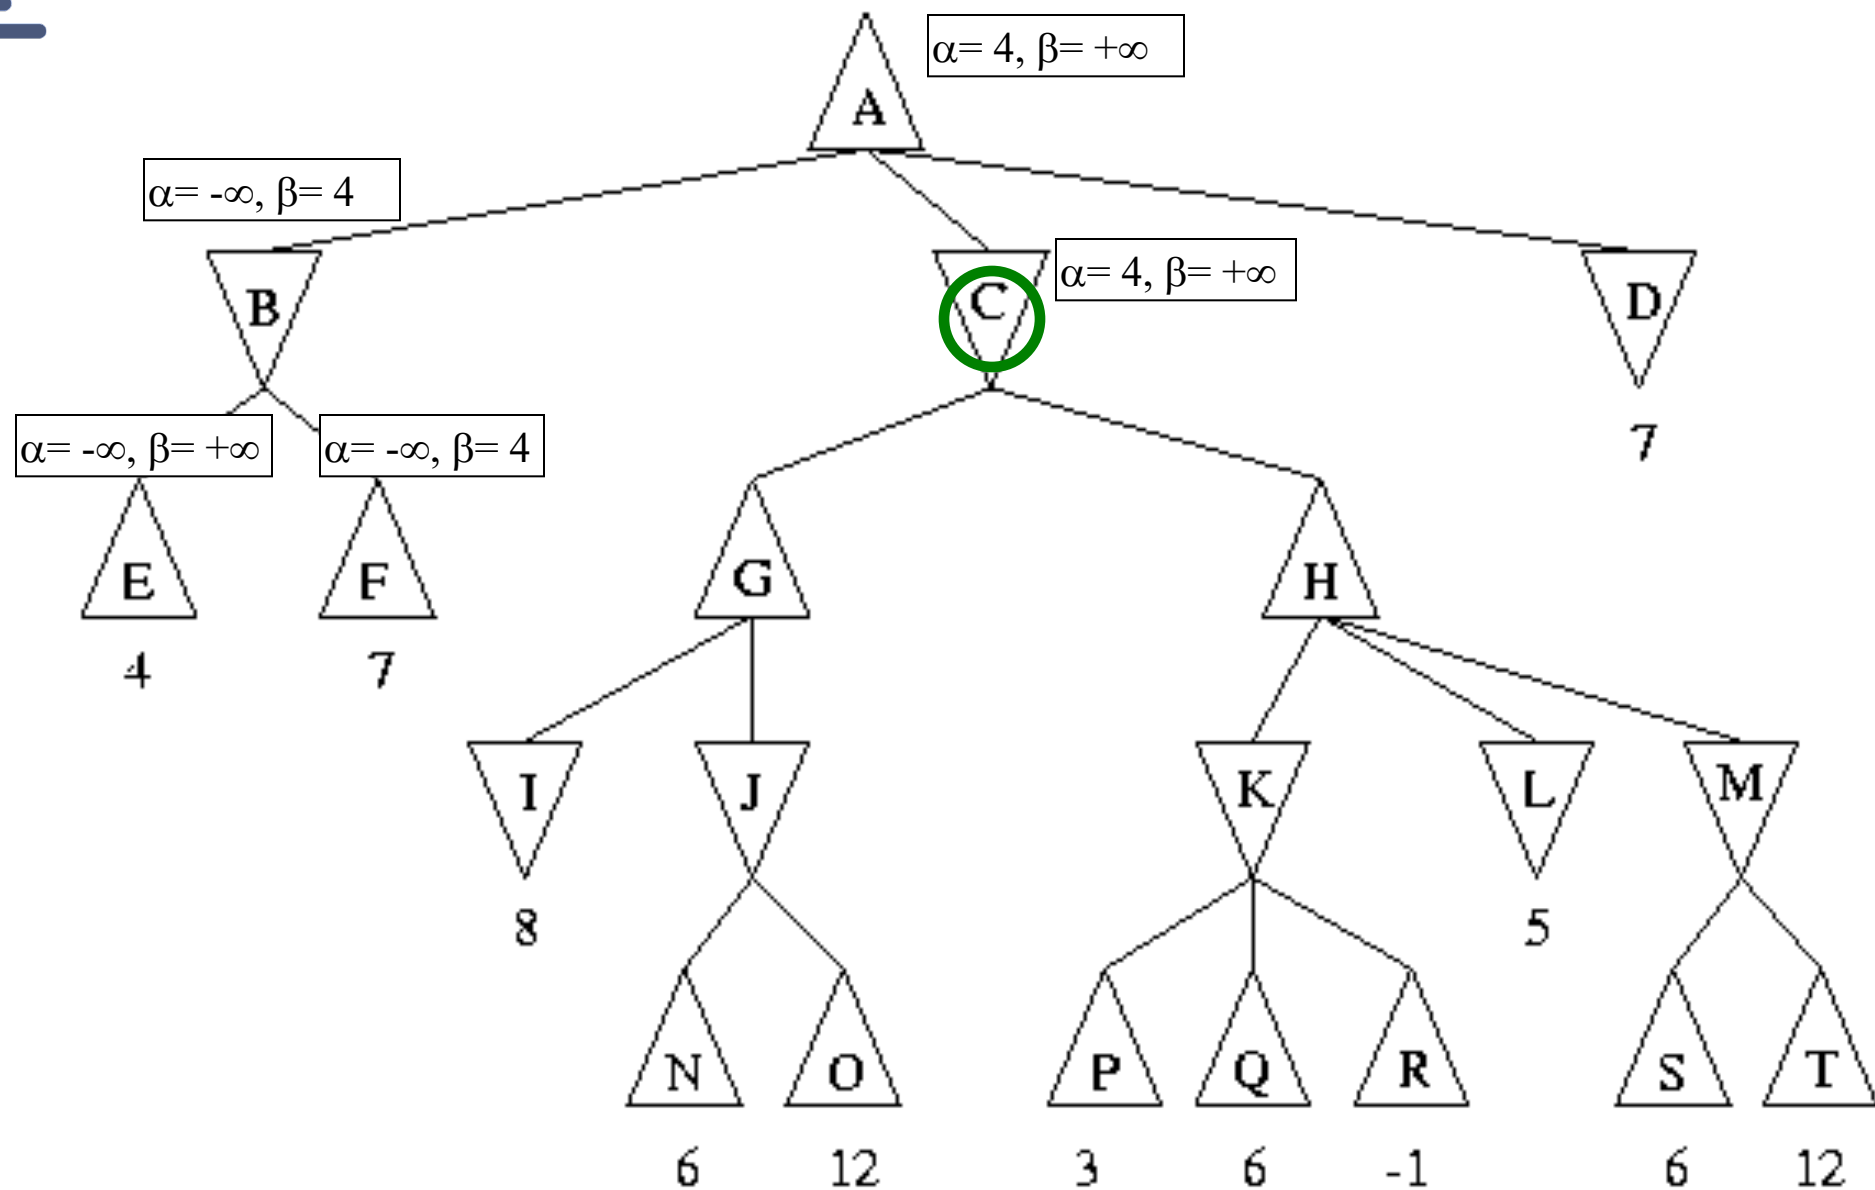 α= 4, β= +∞
A
α= -∞, β= 4
B
C
α= 4, β= +∞
D
7
α= -∞, β= +∞
α= -∞, β= 4
E
F
G
H
4
7
I
J
K
L
M
8
5
N
O
P
Q
R
S
T
6
12
3
6
-1
6
12